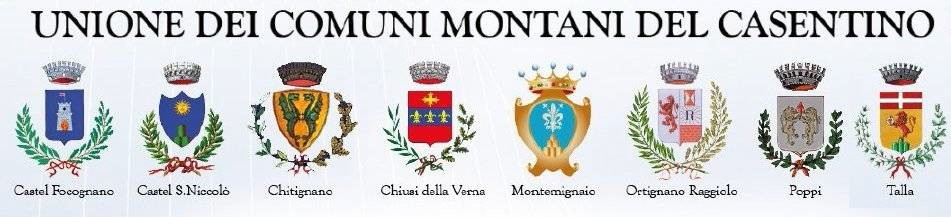 UNIONE DEI COMUNI MONTANI DEL CASENTINO
R
Castel Focognano Castel S.Niccolò Chitignano Chiusi della Verna Montemignaio Ortignano Raggiolo Poppi Talla